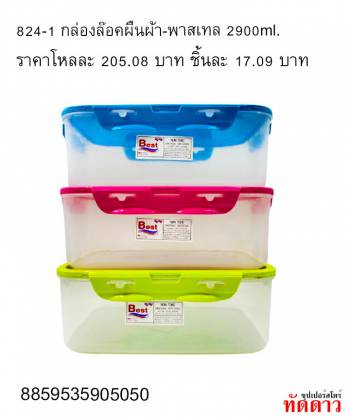 824-1 กล่องล๊อคผืนผ้า-พาสเทล 2900ml.
ราคาโหลละ 205.08 บาท ชิ้นละ 17.09 บาท
Best
Best
Best
8859535905050
ซุปเปอร์สโตร์
ทัดดาว